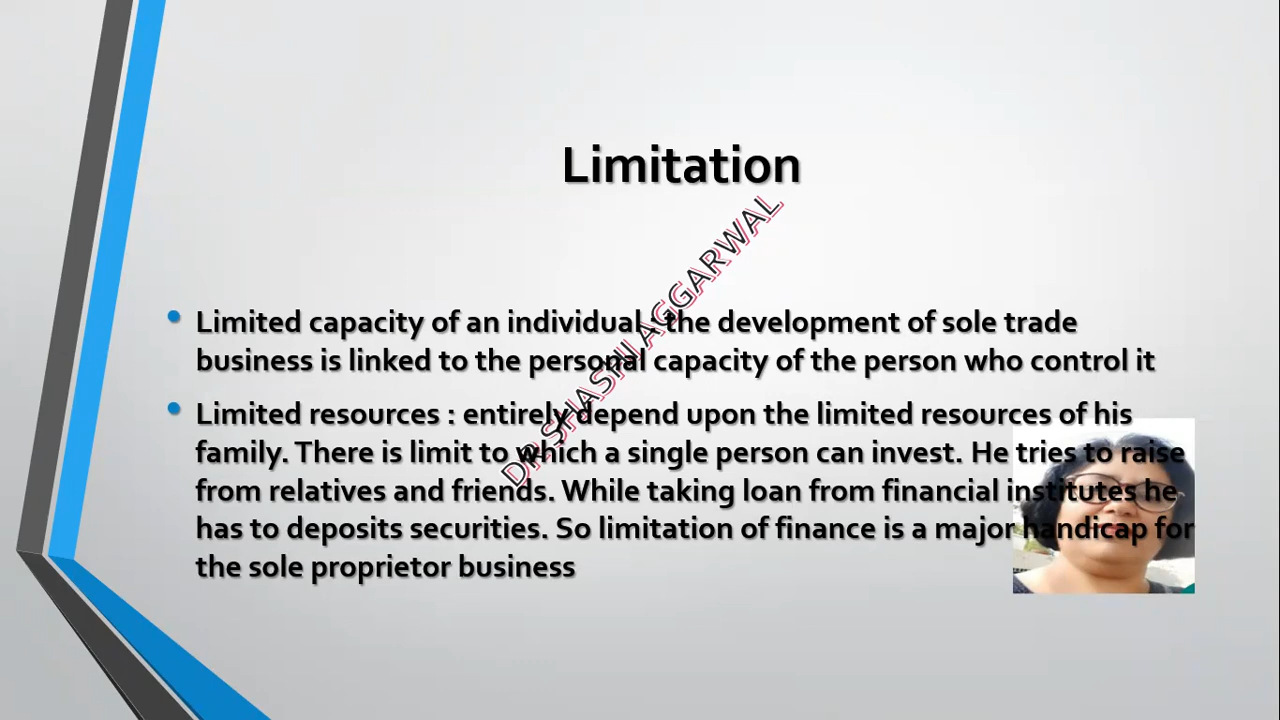 Limitation
DR.SHASHI AGGARWAL
Limited capacity of an individual : the development of sole trade
business is linked to the personal capacity of the person who control it
Limited resources : entirely depend upon the limited resources of his
family. There is limit to which a single person can invest. He tries to raise
from relatives and friends. While taking loan from financial institutes he
has to deposits securities. So limitation of finance is a major handicap for
the sole proprietor business